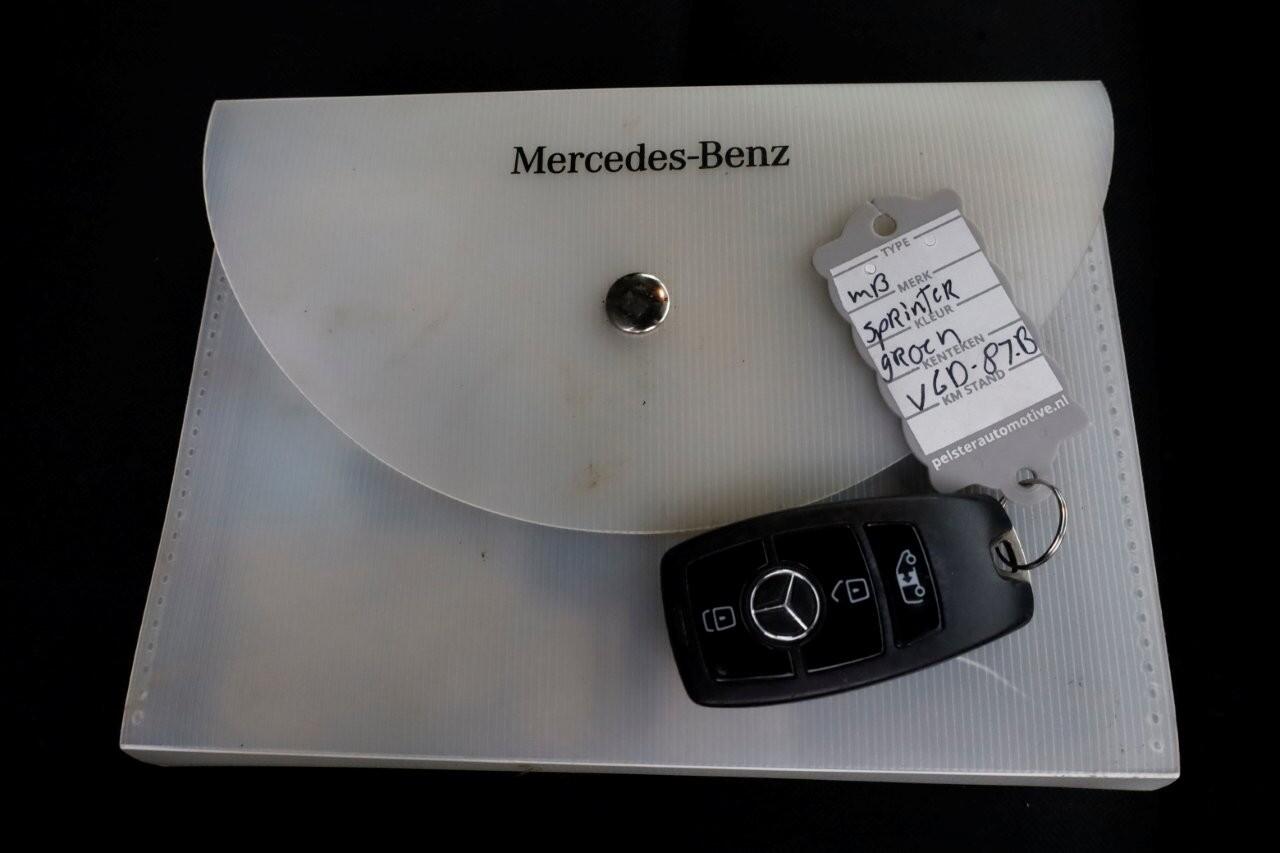 Mercedes-Benz
TYPE
mB
MERK
SPRINTER
KLEUR
gROEN
KENTEKEN
VGD-87-B
KM STAND
pelsterautomotive.nl